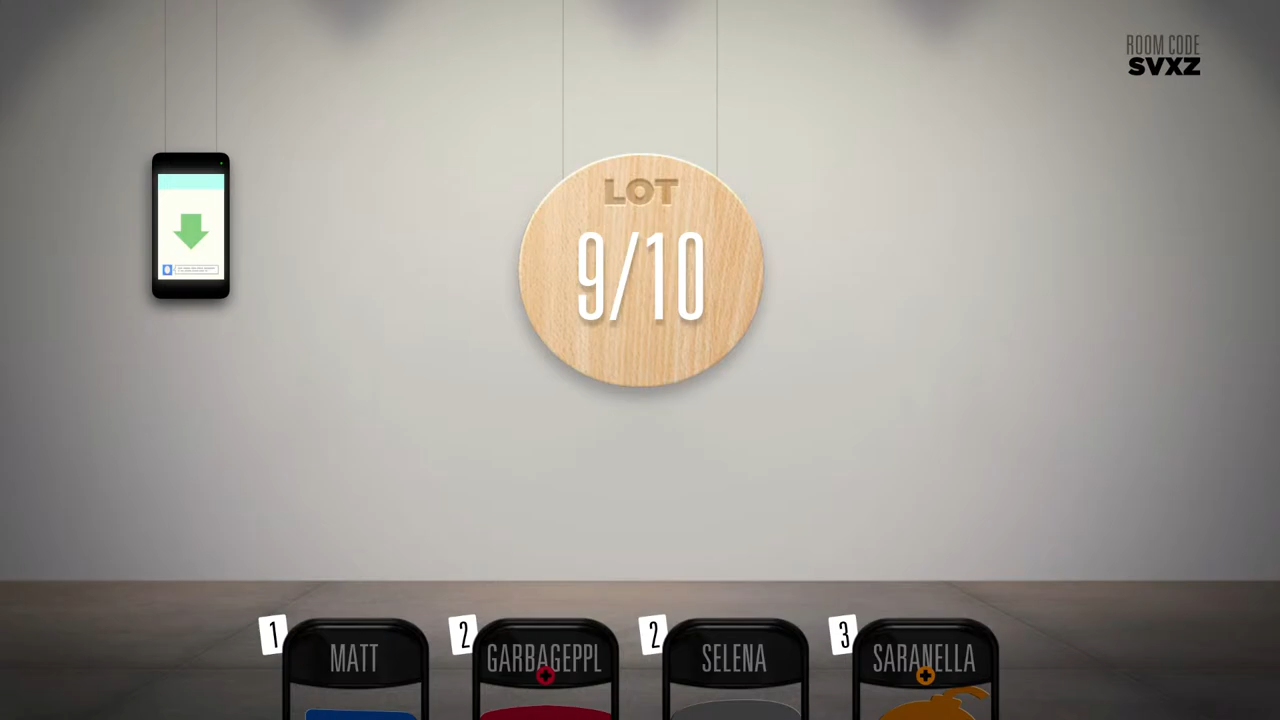 ROOM CODE
SVXZ
LOT
9/10
1
MATT
2
GARBAGEPPL
2
SELENA
3
SARANELLA